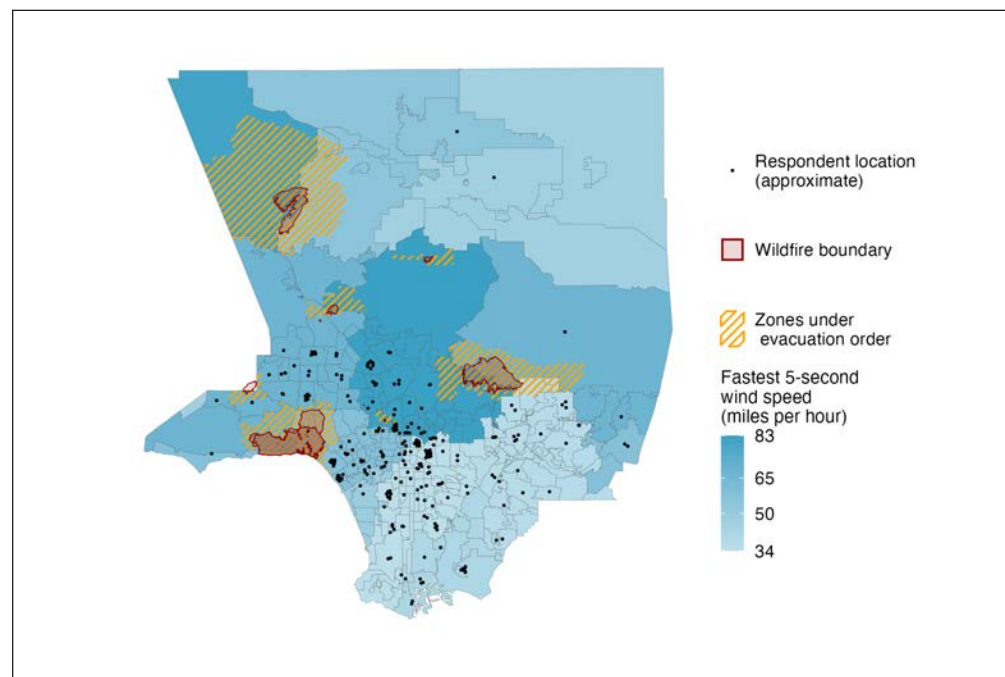 Respondent location
(approximate)
Wildfire boundary
Zones under
evacuation order
Fastest 5-second
wind speed
(miles per hour)
83
65
50
34